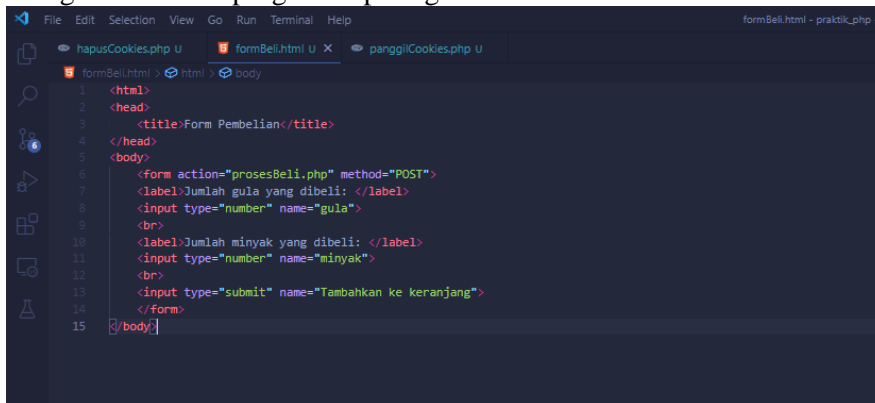 File Edit Selection View Go Run Terminal Help formBeli.html - praktik_php
hapusCookies.php U formBeli.html U panggilCookies.php U
formBeli.html > html > body
1 <html>
2 <head>
3 <title>Form Pembelian</title>
4 </head>
5 <body>
6 <form action="prosesBeli.php" method="POST">
7 <label>Jumlah gula yang dibeli: </label>
8 <input type="number" name="gula">
9 <br>
10 <label>Jumlah minyak yang dibeli: </label>
11 <input type="number" name="minyak">
12 <br>
13 <input type="submit" name="Tambahkan ke keranjang">
14 </form>
15 </body>
6